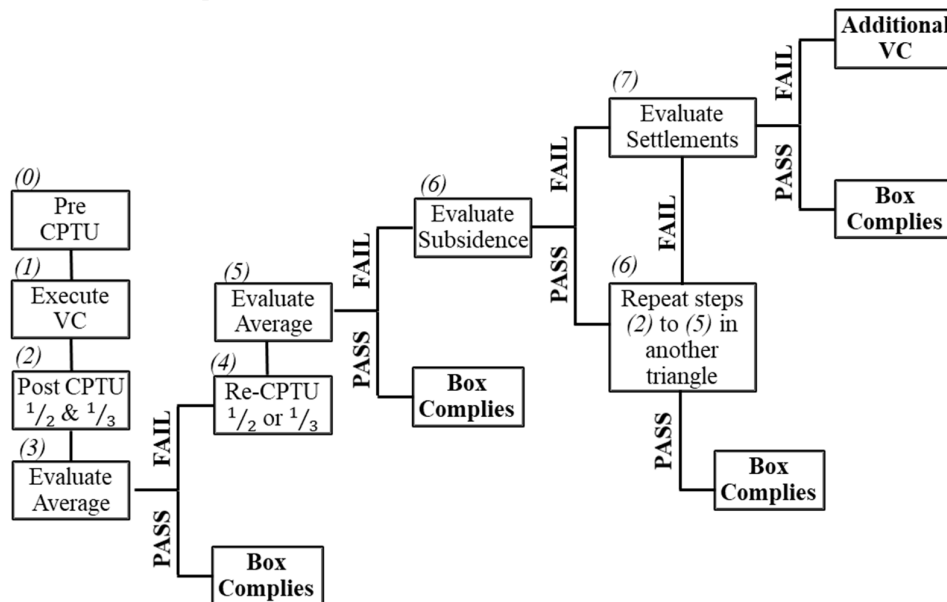 (0)
Pre
CPTU
(1)
Execute
VC
(2)
Post CPTU
1/2 & 1/3
(3)
Evaluate
Average
FAIL
PASS
Box
Complies
(4)
Re-CPTU
1/2 or 1/3
(5)
Evaluate
Average
FAIL
PASS
Box
Complies
(6)
Evaluate
Subsidence
FAIL
PASS
(6)
Repeat steps
(2) to (5) in
another
triangle
FAIL
PASS
Box
Complies
(7)
Evaluate
Settlements
FAIL
PASS
Additional
VC
Box
Complies